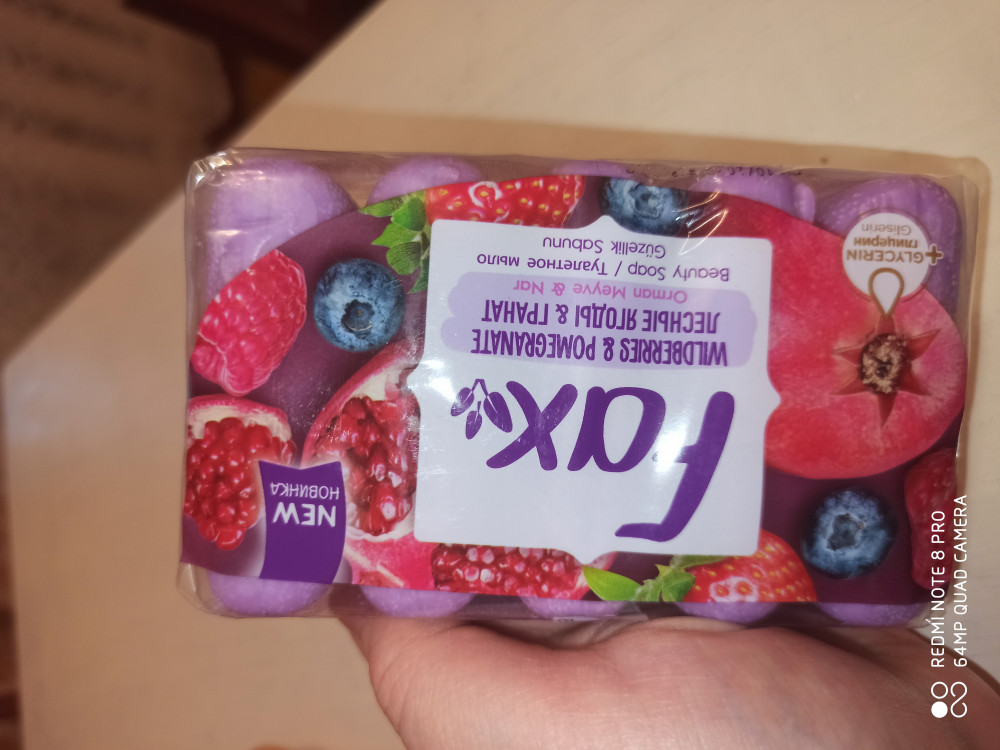 Fax
WILDBERRIES & POMEGRANATE
ЛЕСНЫЕ ЯГОДЫ & ГРАНАТ
Orman Meyve & Nar
Beauty Soap / Туалетное мыло
Güzellik Sabunu
NEW
НОВИНКА
+
GLYCERIN
глицерин
Gliserin
REDMI NOTE 8 PRO
64MP QUAD CAMERA